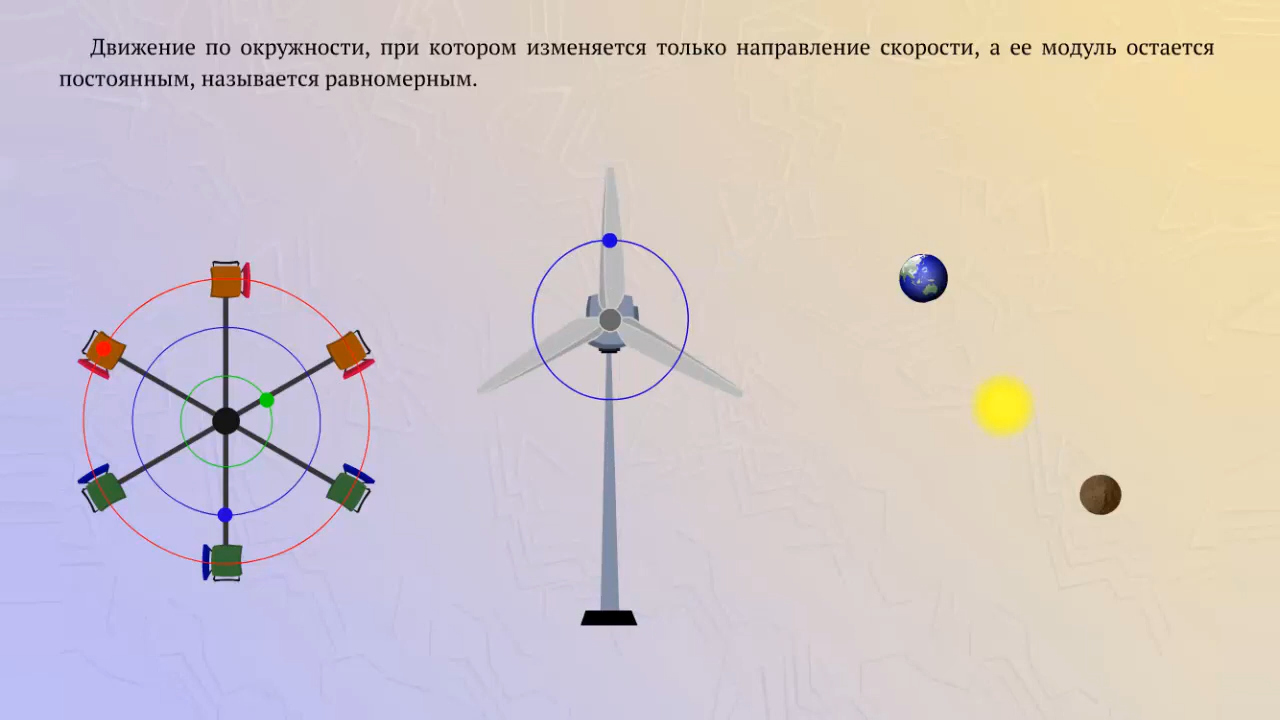 Движение по окружности, при котором изменяется только направление скорости, а ее модуль остается
постоянным, называется равномерным.